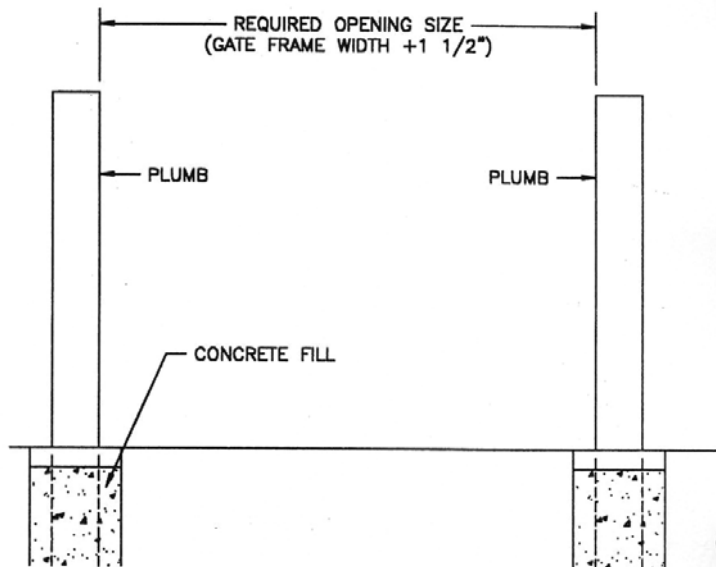 REQUIRED OPENING SIZE
(GATE FRAME WIDTH +1 1/2")
PLUMB
PLUMB
CONCRETE FILL